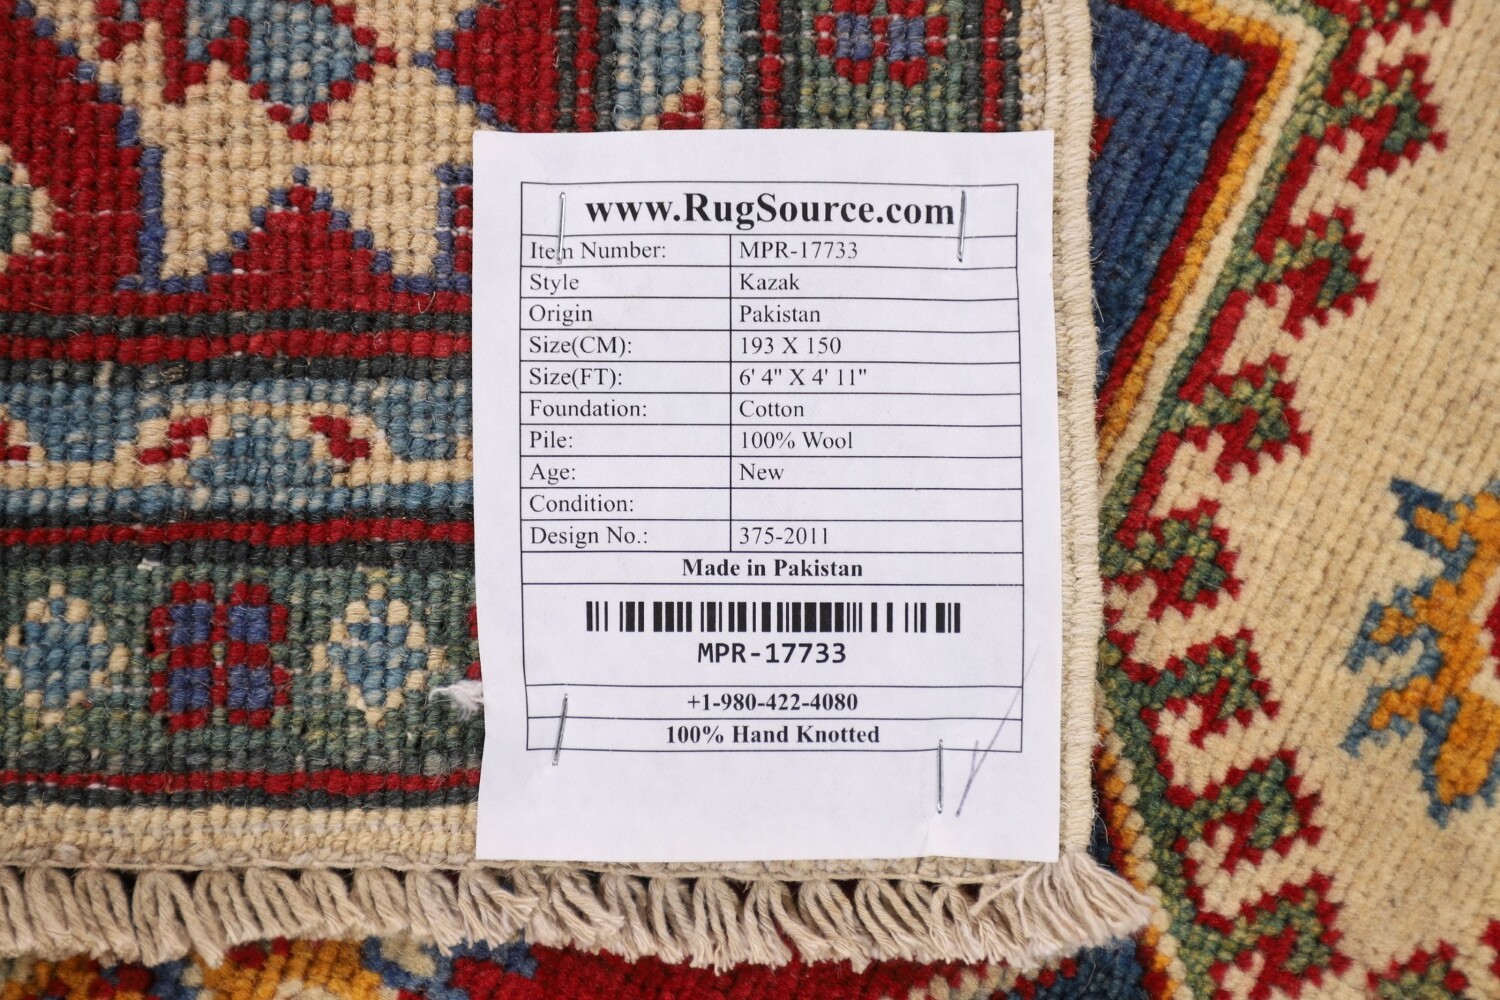 www.RugSource.com
Item Number: MPR-17733
Style Kazak
Origin Pakistan
Size(CM): 193 X 150
Size(FT): 6' 4" X 4' 11"
Foundation: Cotton
Pile: 100% Wool
Age: New
Condition:
Design No.: 375-2011
Made in Pakistan
MPR-17733
+1-980-422-4080
100% Hand Knotted